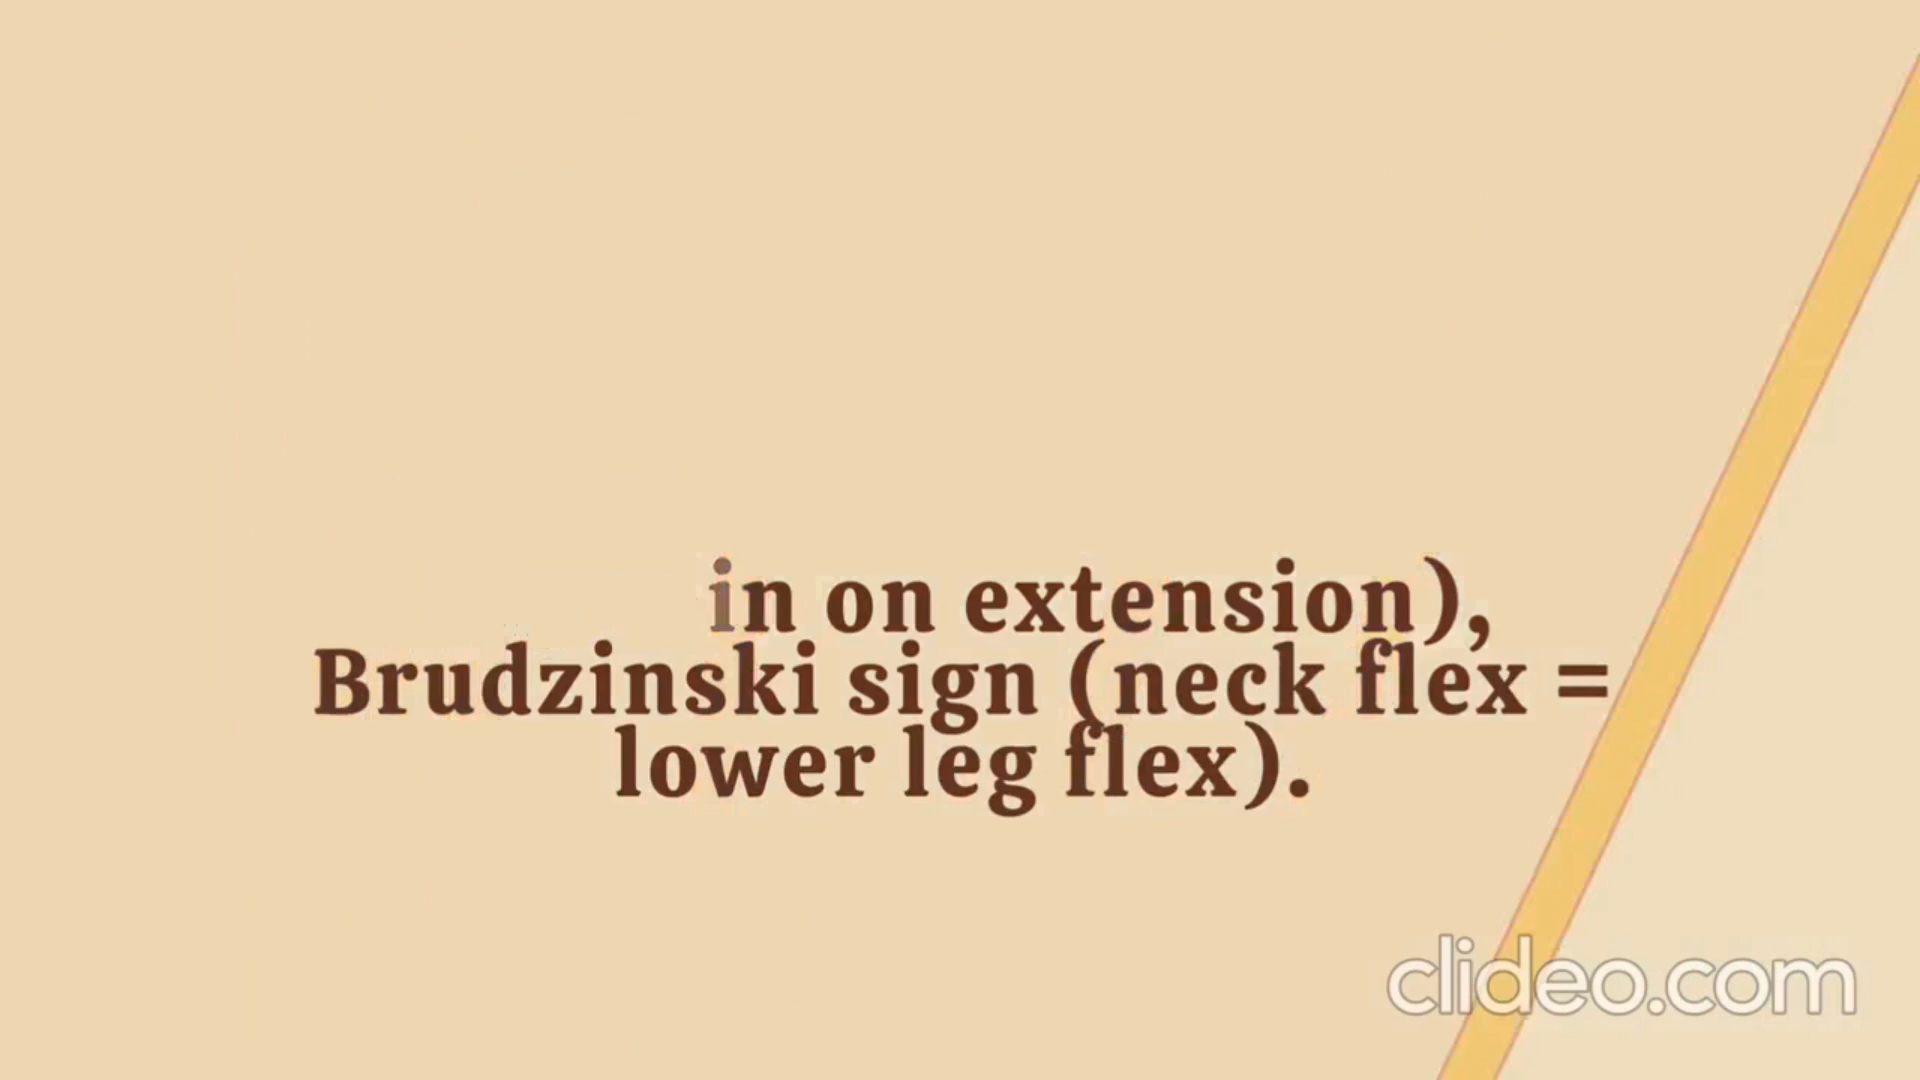 in on extension),
Brudzinski sign (neck flex =
lower leg flex).
clideo.com